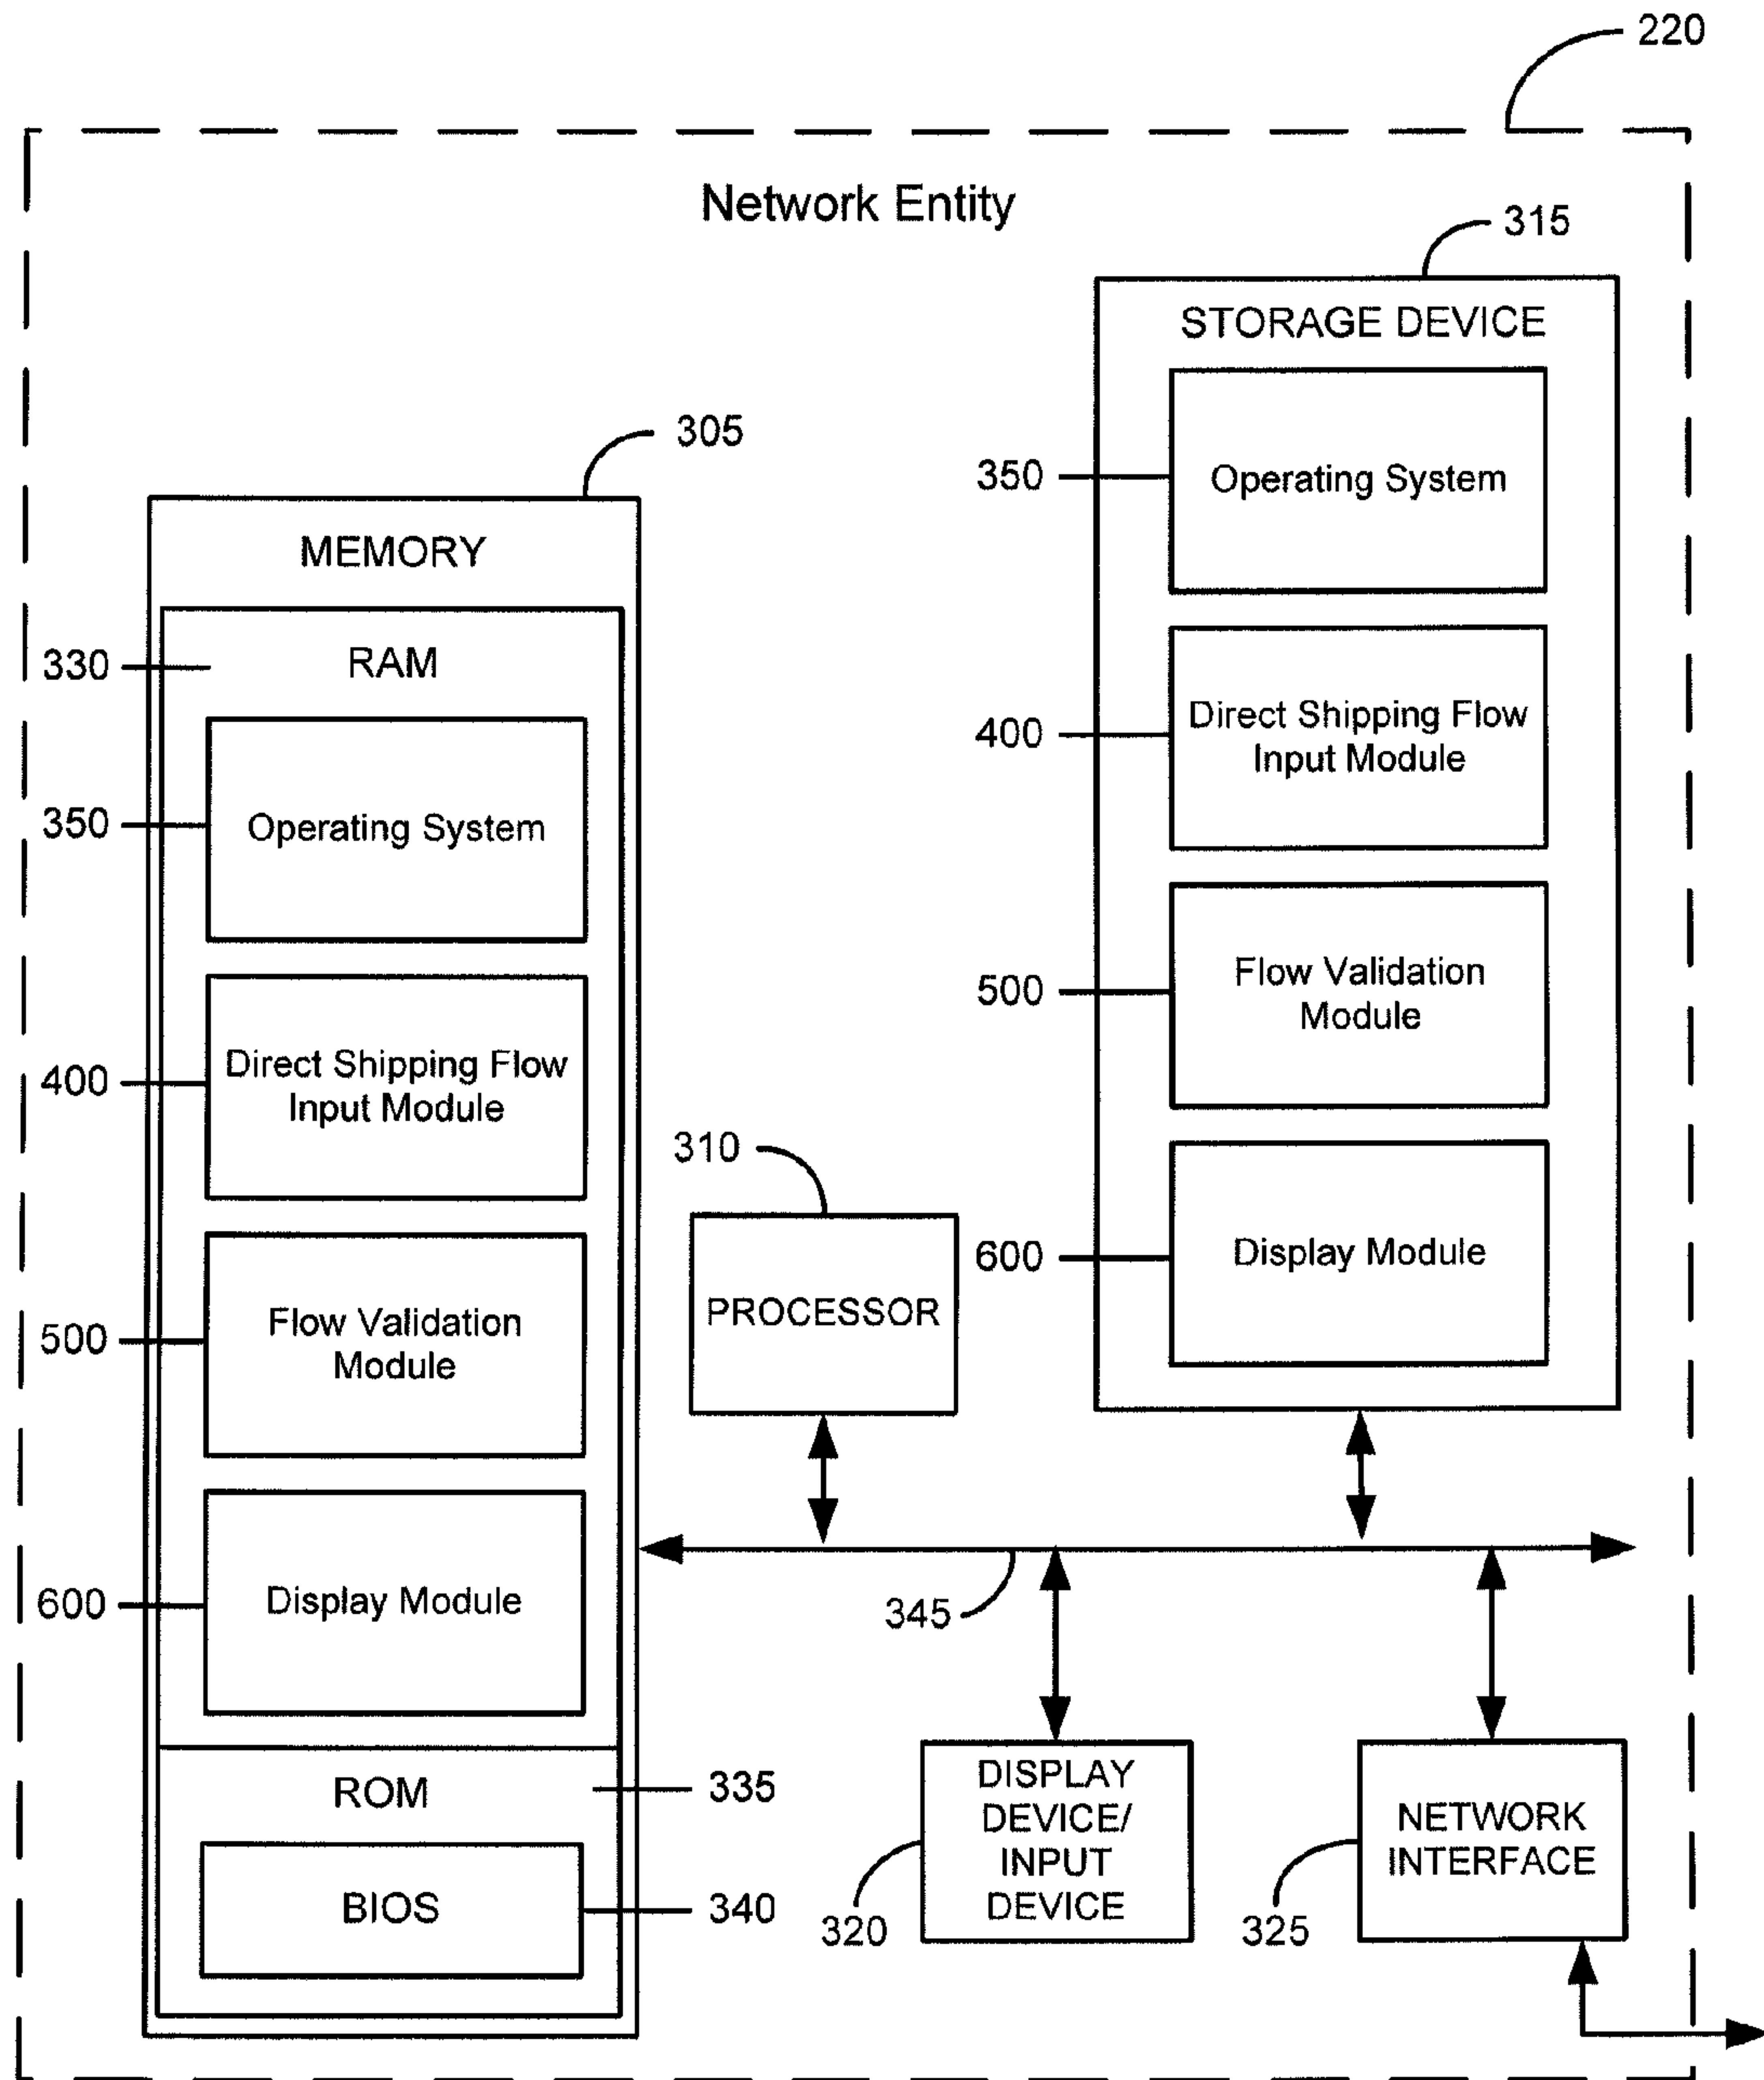 220
Network Entity
315
STORAGE DEVICE
350
Operating System
400
Direct Shipping Flow
Input Module
500
Flow Validation
Module
600
Display Module
305
MEMORY
330
RAM
350
Operating System
400
Direct Shipping Flow
Input Module
500
Flow Validation
Module
600
Display Module
ROM
335
BIOS
340
310
PROCESSOR
345
DISPLAY
DEVICE/
INPUT
DEVICE
320
NETWORK
INTERFACE
325